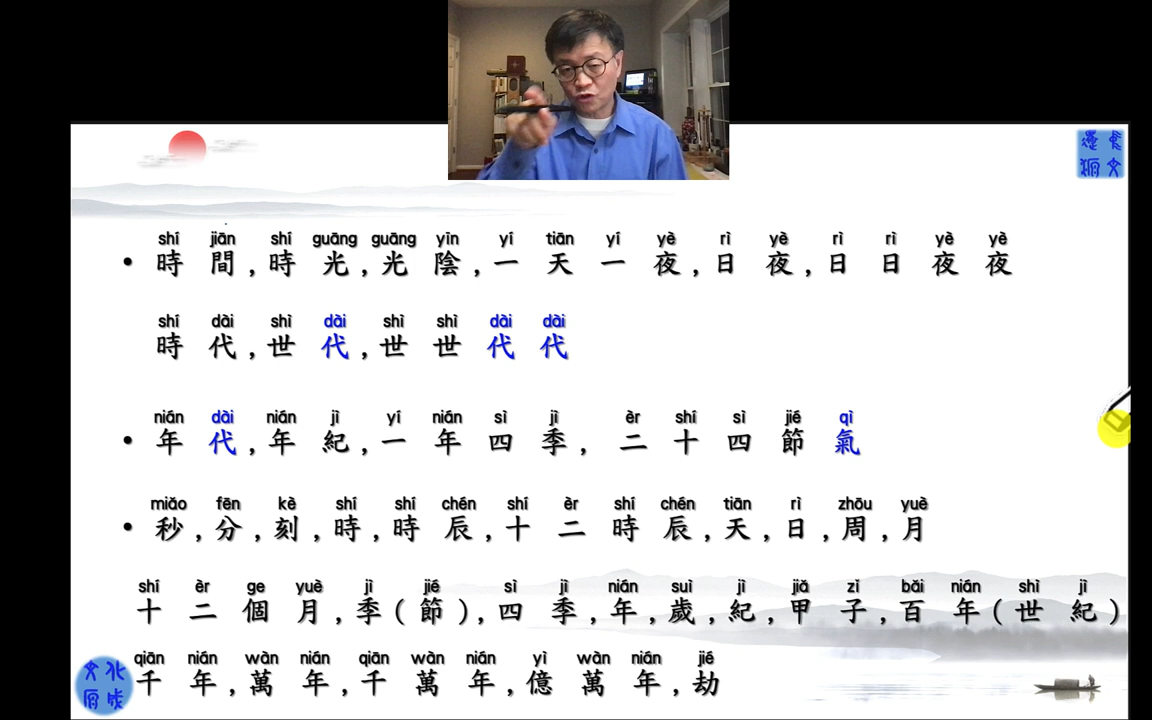 shí jiān shí guāng guāng yīn yí tiān yí yè rì yè rì rì yè yè
• 時間,時光,光陰,一天一夜,日夜,日日夜夜
shí dài shì dài shì shì dài dài
時代,世代,世世代代
nián dài nián jì yí nián sì jì èr shí sì jié qì
• 年代,年紀,一年四季,二十四節氣
miǎo fēn kè shí shí chén shí èr shí chén tiān rì zhōu yuè
• 秒,分,刻,時,時辰,十二時辰,天,日,周,月
shí èr ge yuè jì jié sì jì nián suì jì jiǎ zǐ bǎi nián shì jì
十二個月,季(節),四季,年,歲,紀,甲子,百年(世紀)
qiān nián wàn nián qiān wàn nián yì wàn nián jié
千年,萬年,千萬年,億萬年,劫